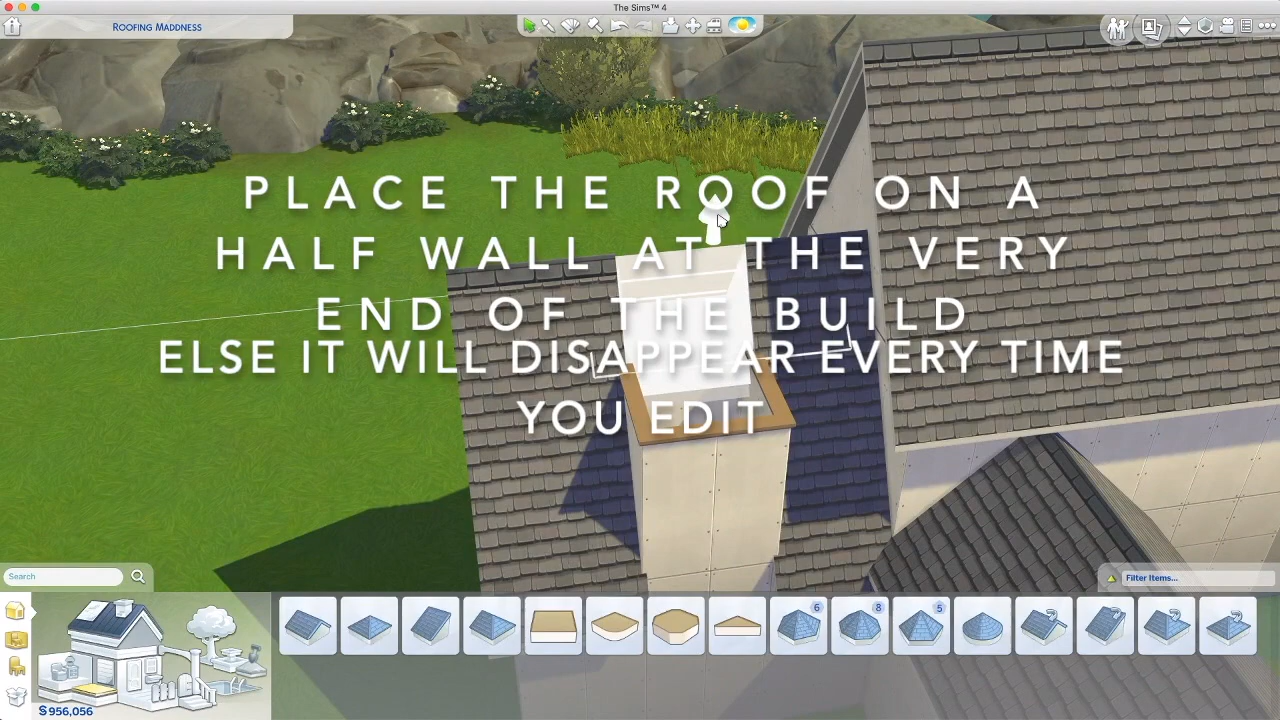 The Sims™ 4
Roofing Maddness
PLACE THE ROOF ON A
HALF WALL AT THE VERY
END OF THE BUILD
ELSE IT WILL DISAPPEAR EVERY TIME
YOU EDIT
Search
Filter Items...
6
8
5
§956,056